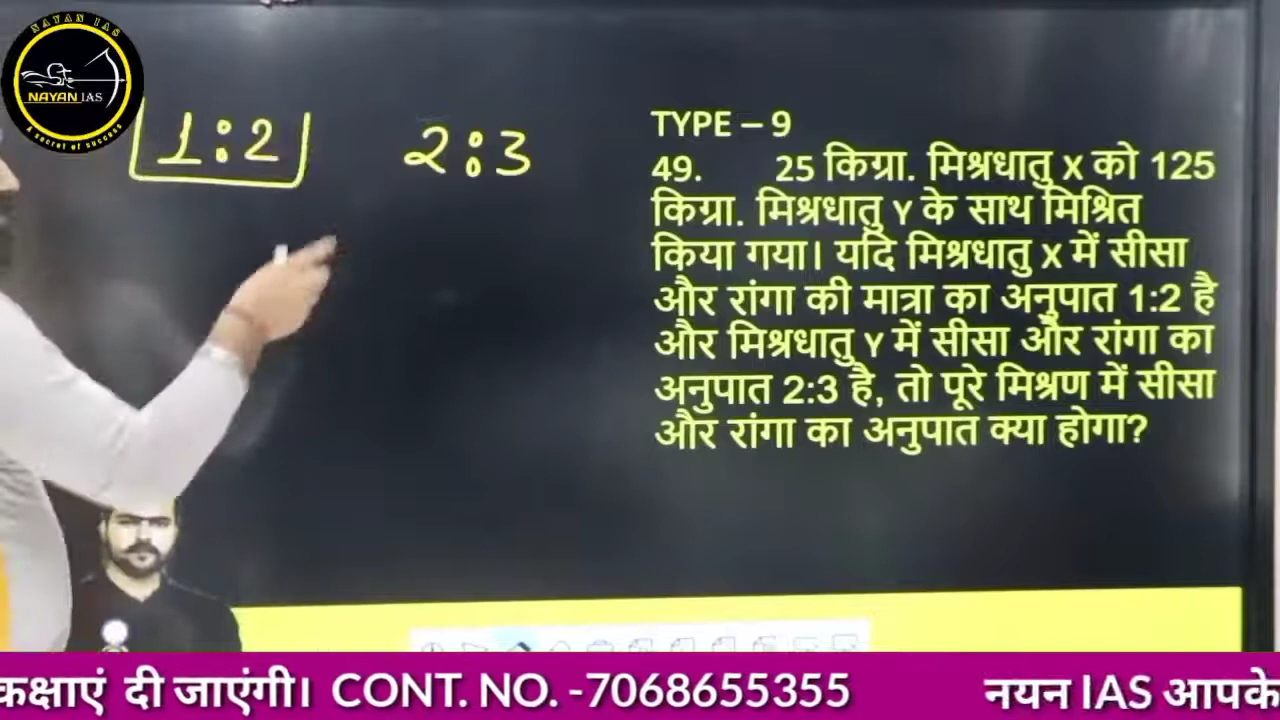 NAYAN IAS
NAYAN IAS
A secret of success
1:2
2:3
TYPE – 9
49. 25 किग्रा. मिश्रधातु X को 125
किग्रा. मिश्रधातु Y के साथ मिश्रित
किया गया। यदि मिश्रधातु X में सीसा
और रांगा की मात्रा का अनुपात 1:2 है
और मिश्रधातु Y में सीसा और रांगा का
अनुपात 2:3 है, तो पूरे मिश्रण में सीसा
और रांगा का अनुपात क्या होगा?
कक्षाएं दी जाएंगी। CONT. NO. -7068655355 नयन IAS आपके